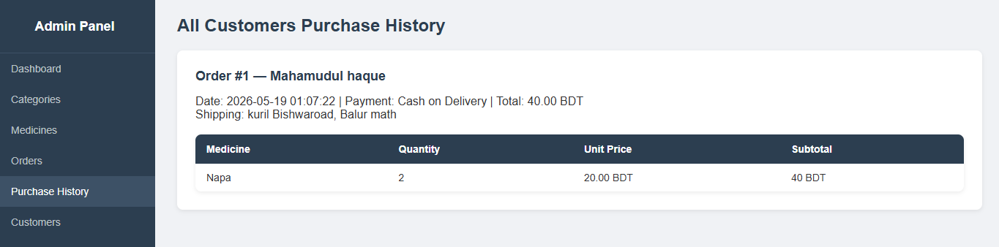 Admin Panel
Dashboard
Categories
Medicines
Orders
Purchase History
Customers
All Customers Purchase History
Order #1 — Mahamudul haque
Date: 2026-05-19 01:07:22 | Payment: Cash on Delivery | Total: 40.00 BDT
Shipping: kuril Bishwaroad, Balur math
Medicine Quantity Unit Price Subtotal
Napa 2 20.00 BDT 40 BDT